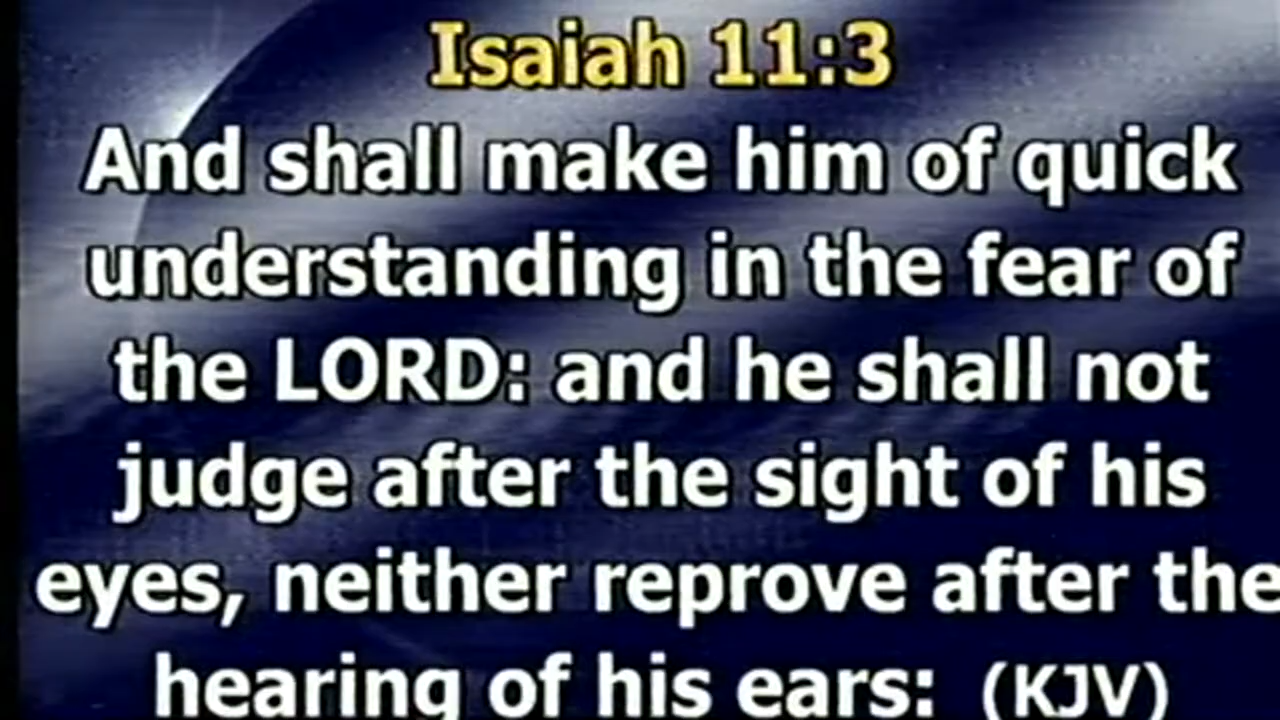 Isaiah 11:3
And shall make him of quick
understanding in the fear of
the LORD: and he shall not
judge after the sight of his
eyes, neither reprove after the
hearing of his ears: (KJV)